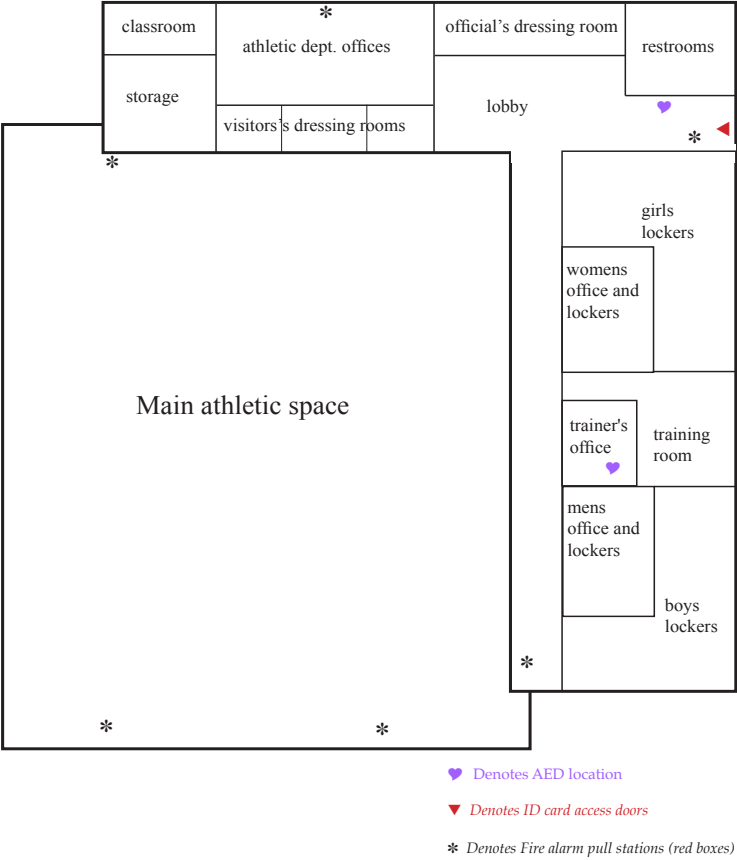 classroom
athletic dept. offices
official’s dressing room
restrooms
storage
lobby
visitors’s dressing rooms
*
*
*
girls
lockers
womens
office and
lockers
Main athletic space
trainer's
office
training
room
mens
office and
lockers
boys
lockers
*
*
*
Denotes AED location
Denotes ID card access doors
* Denotes Fire alarm pull stations (red boxes)